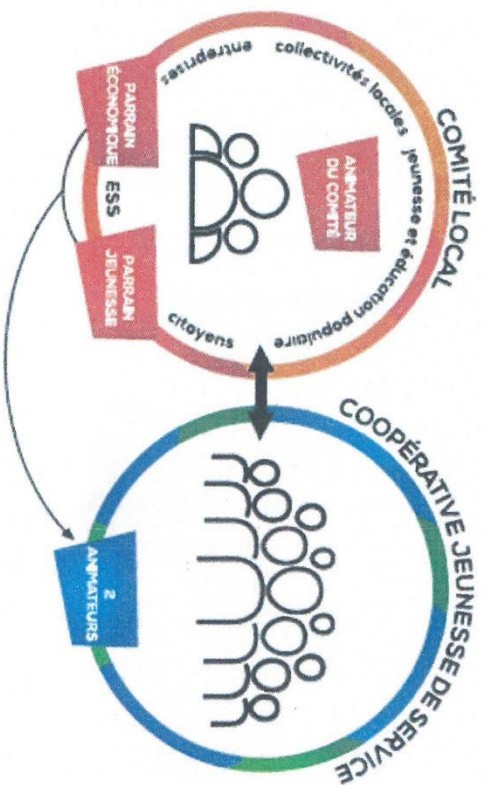 COMITÉ LOCAL
collectivités locales
jeunesse et éducation populaire
entreprises
ANIMATEUR
DU COMITÉ
PARRAIN
ÉCONOMIQUE
ESS
PARRAIN
JEUNESSE
citoyens
COOPÉRATIVE JEUNESSE DE SERVICE
2
ANIMATEURS